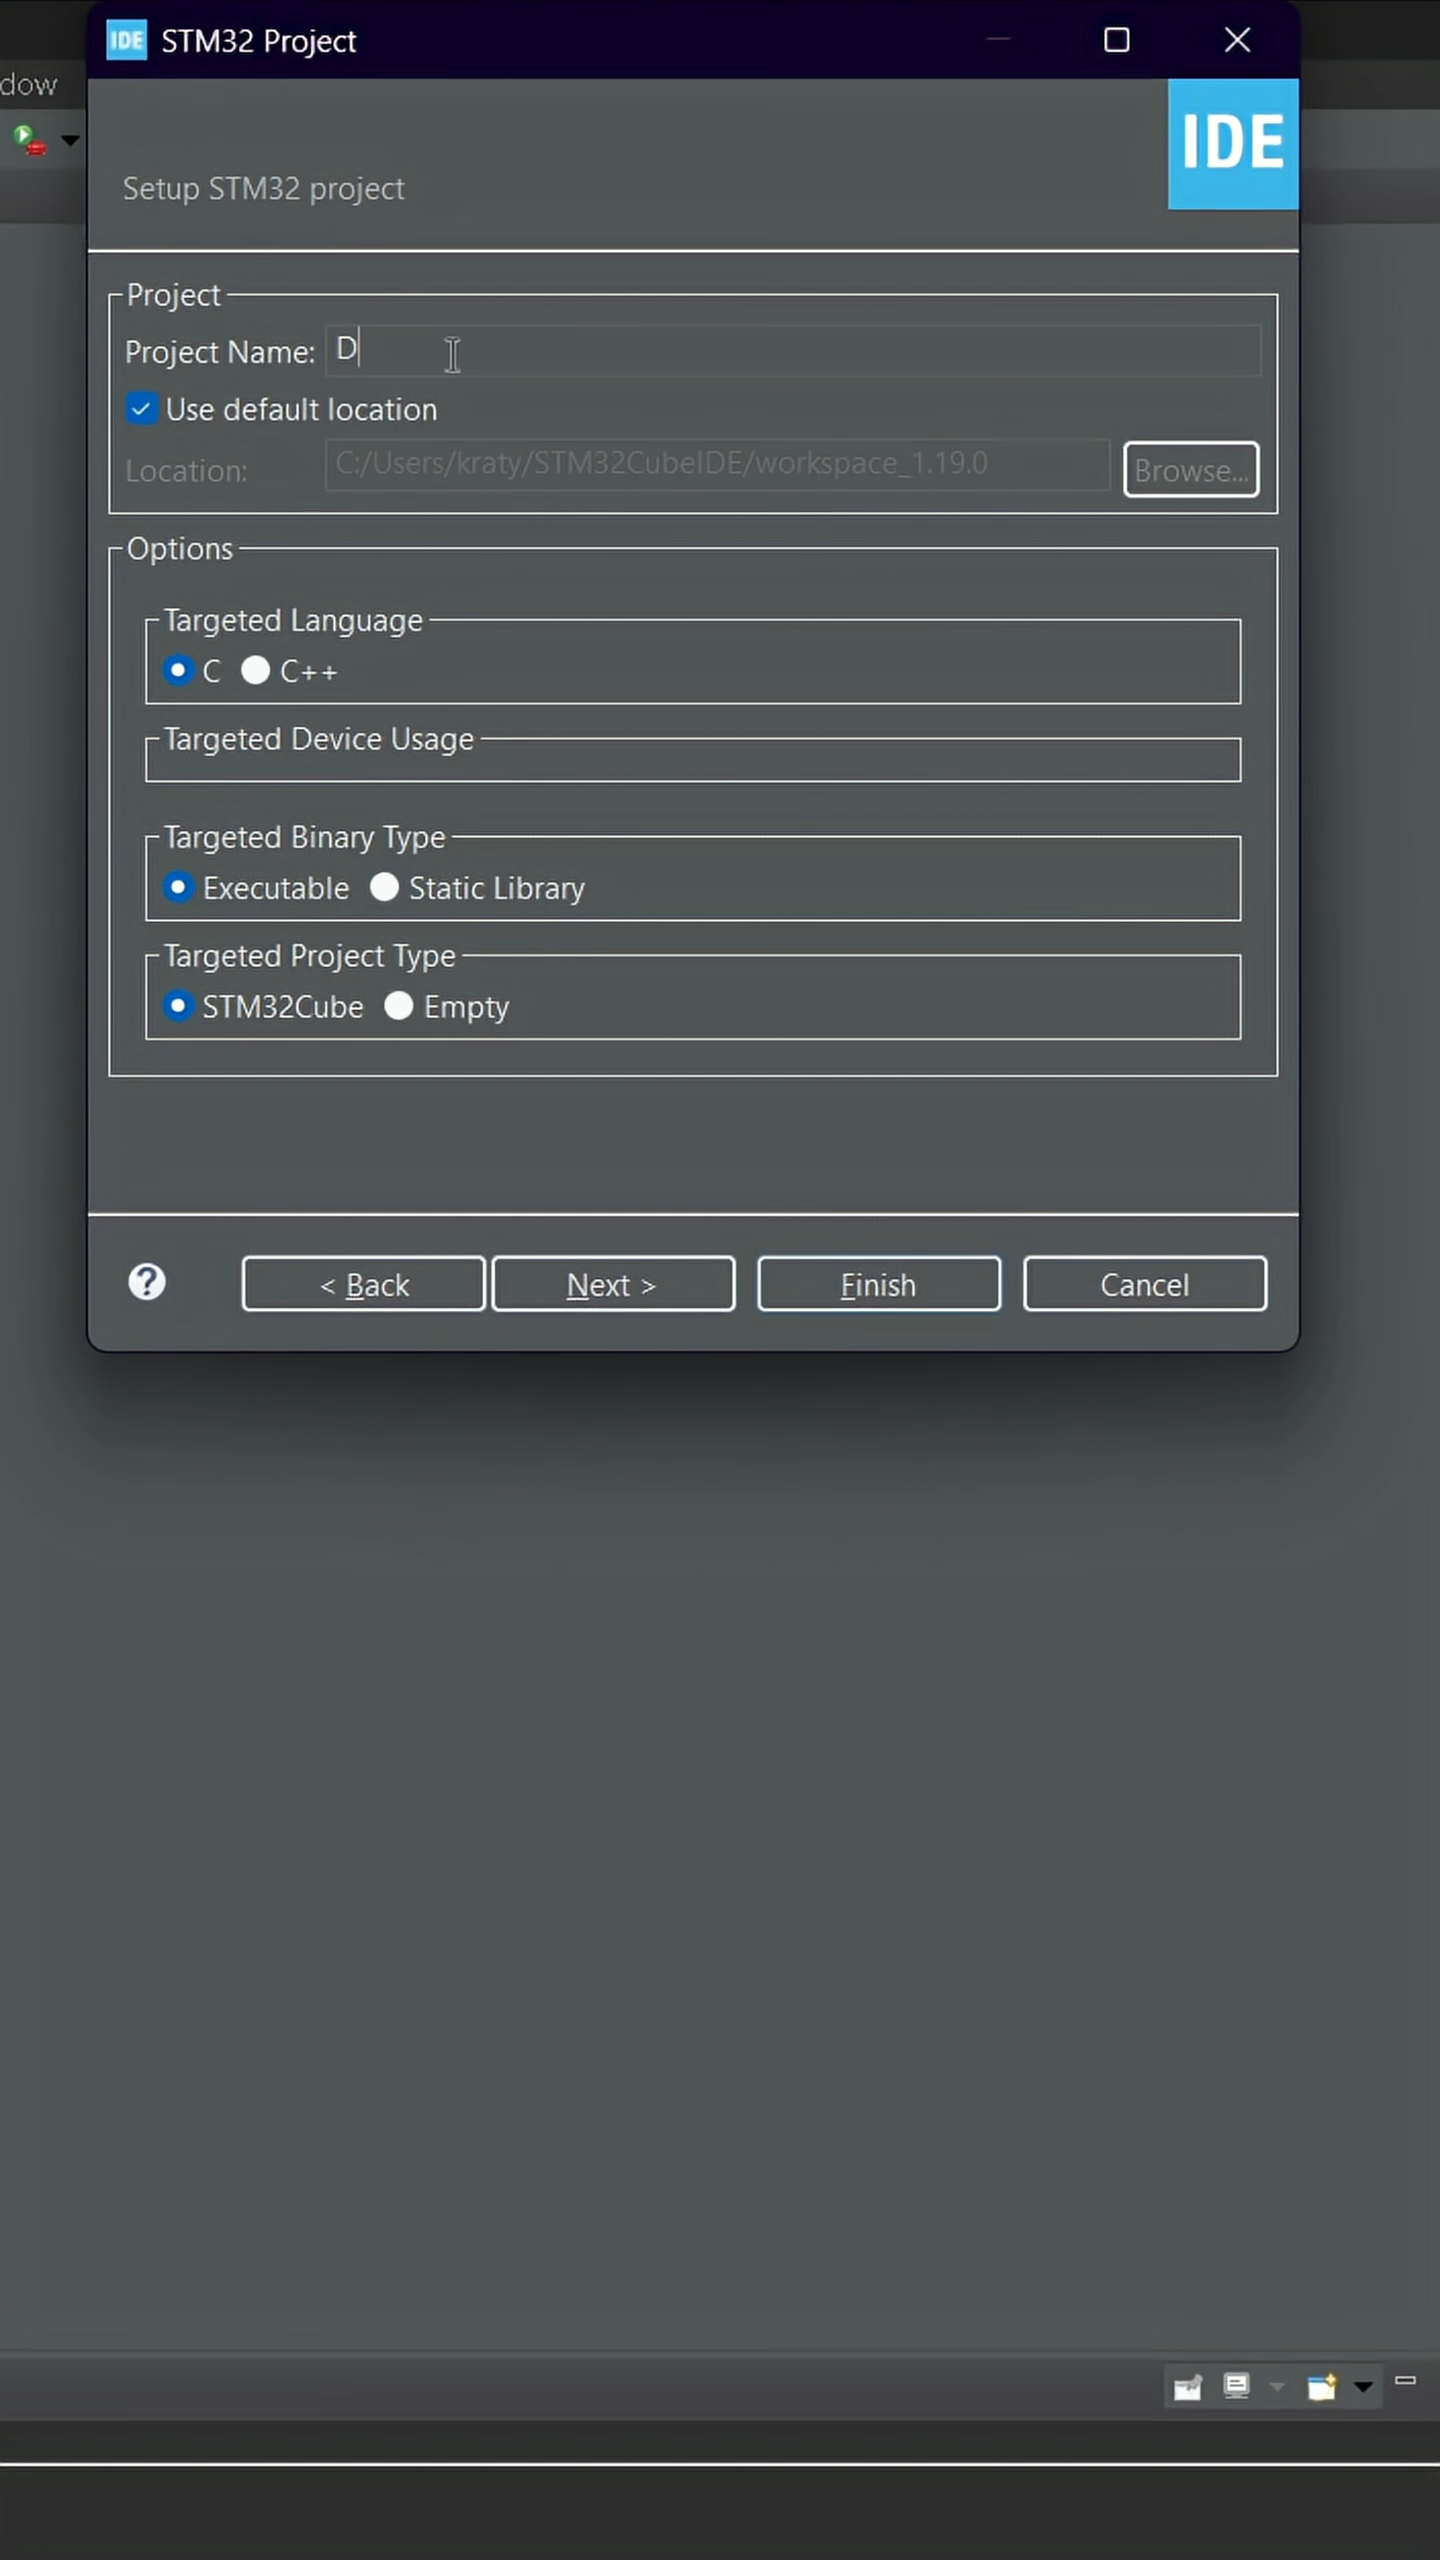 IDE STM32 Project
dow
IDE
Setup STM32 project
Project
Project Name: D
Use default location
Location: C:/Users/kraty/STM32CubeIDE/workspace_1.19.0 Browse...
Options
Targeted Language
C C++
Targeted Device Usage
Targeted Binary Type
Executable Static Library
Targeted Project Type
STM32Cube Empty
? < Back Next > Finish Cancel